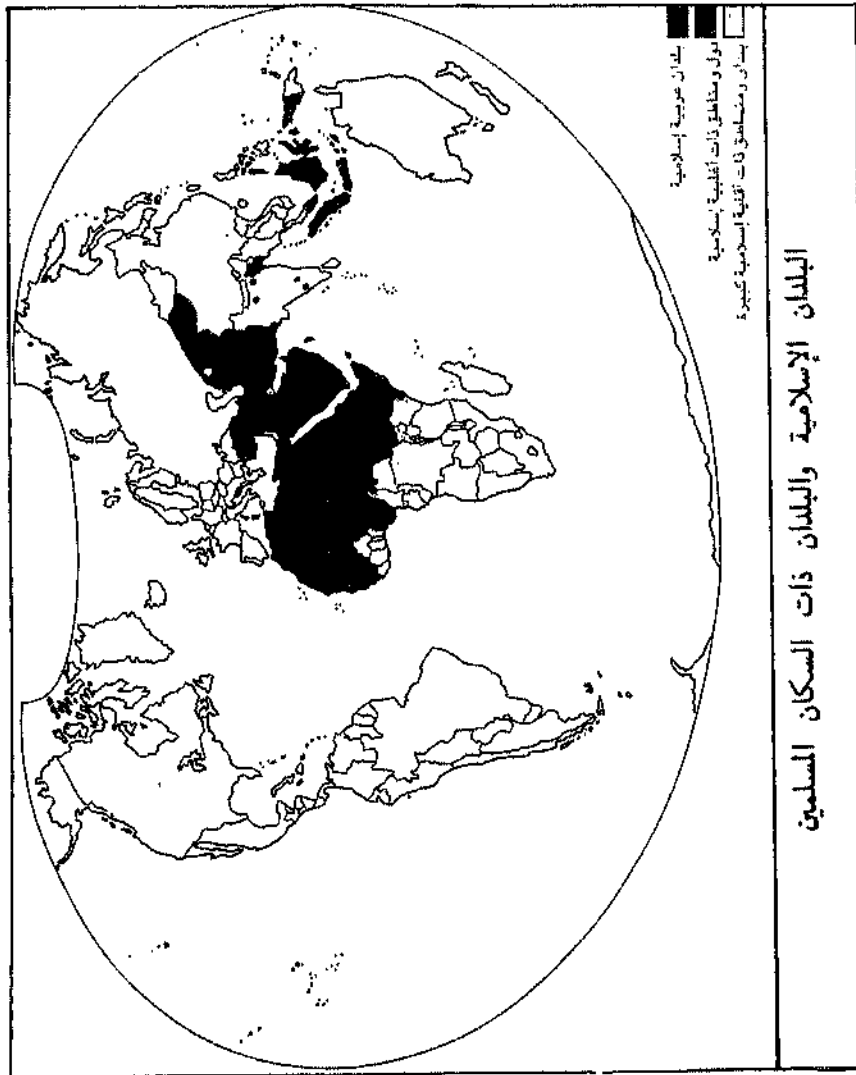 البلدان الإسلامية والبلدان ذات السكان المسلمين
بلدان عربية إسلامية
دول ومناطق ذات أغلبية إسلامية
بلدان ومناطق ذات أقلية إسلامية كبيرة